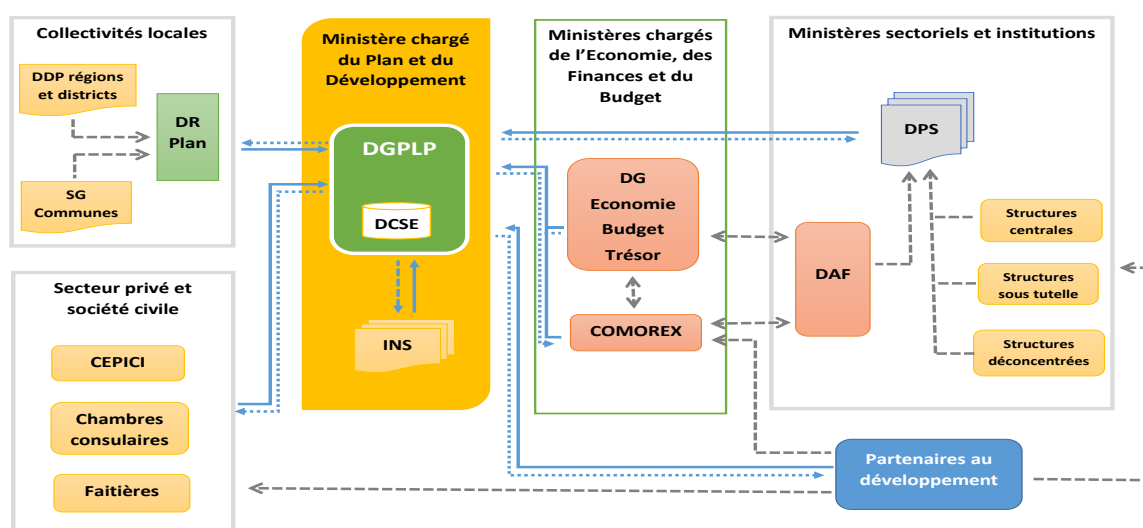 Collectivités locales
DDP régions
et districts
DR
Plan
SG
Communes
Secteur privé et
société civile
CEPICI
Chambres
consulaires
Faitières
Ministère chargé
du Plan et du
Développement
DGPLP
DCSE
INS
Ministères chargés
de l’Economie, des
Finances et du
Budget
DG
Economie
Budget
Trésor
COMOREX
Ministères sectoriels et institutions
DPS
DAF
Structures
centrales
Structures
sous tutelle
Structures
déconcentrées
Partenaires au
développement